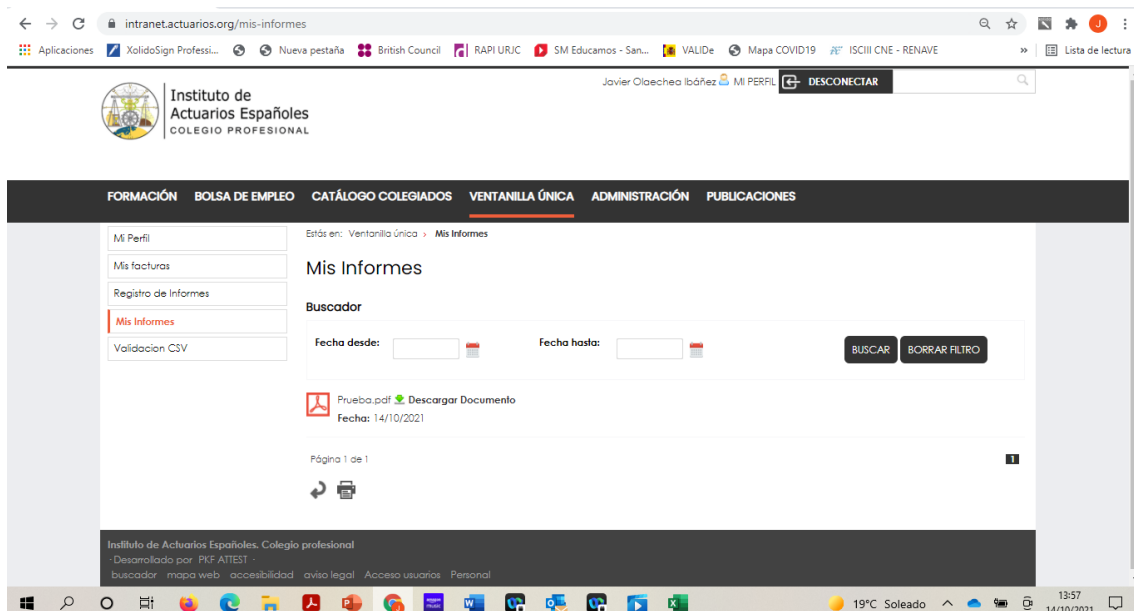 intranet.actuarios.org/mis-informes
Aplicaciones XolidoSign Professi... Nueva pestaña British Council RAPI URJC SM Educamos - San... VALIDe Mapa COVID19 ISCIII CNE - RENAVE » Lista de lectura
Javier Olaechea Ibáñez MI PERFIL DESCONECTAR
Instituto de
Actuarios Españoles
COLEGIO PROFESIONAL
FORMACIÓN BOLSA DE EMPLEO CATÁLOGO COLEGIADOS VENTANILLA ÚNICA ADMINISTRACIÓN PUBLICACIONES
Mi Perfil
Mis facturas
Registro de Informes
Mis Informes
Validacion CSV
Estás en: Ventanilla única › Mis Informes
Mis Informes
Buscador
Fecha desde: Fecha hasta: BUSCAR BORRAR FILTRO
Prueba.pdf Descargar Documento
Fecha: 14/10/2021
Página 1 de 1 1
Instituto de Actuarios Españoles. Colegio profesional
- Desarrollado por PKF ATTEST -
buscador mapa web accesibilidad aviso legal Acceso usuarios Personal
19°C Soleado 13:57
14/10/2021